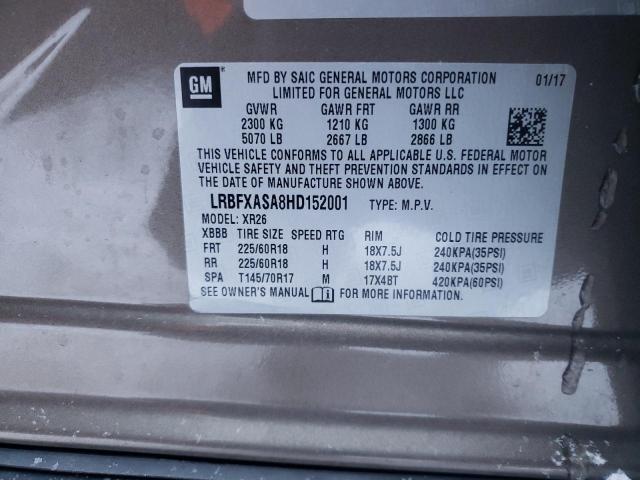 GM ® MFD BY SAIC GENERAL MOTORS CORPORATION 01/17
LIMITED FOR GENERAL MOTORS LLC
GVWR GAWR FRT GAWR RR
2300 KG 1210 KG 1300 KG
5070 LB 2667 LB 2866 LB
THIS VEHICLE CONFORMS TO ALL APPLICABLE U.S. FEDERAL MOTOR
VEHICLE SAFETY AND THEFT PREVENTION STANDARDS IN EFFECT ON
THE DATE OF MANUFACTURE SHOWN ABOVE.
LRBFXASA8HD152001 TYPE: M.P.V.
MODEL: XR26
XBBB TIRE SIZE SPEED RTG RIM COLD TIRE PRESSURE
FRT 225/60R18 H 18X7.5J 240KPA(35PSI)
RR 225/60R18 H 18X7.5J 240KPA(35PSI)
SPA T145/70R17 M 17X4BT 420KPA(60PSI)
SEE OWNER'S MANUAL FOR MORE INFORMATION.